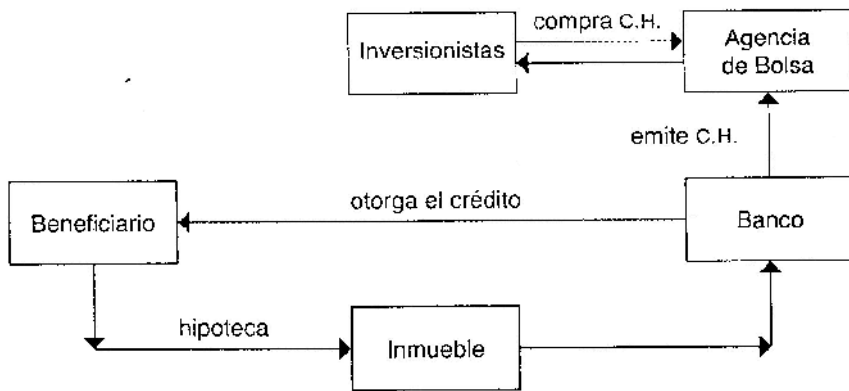 compra C.H.
Inversionistas
Agencia
de Bolsa
emite C.H.
otorga el crédito
Beneficiario
Banco
hipoteca
Inmueble